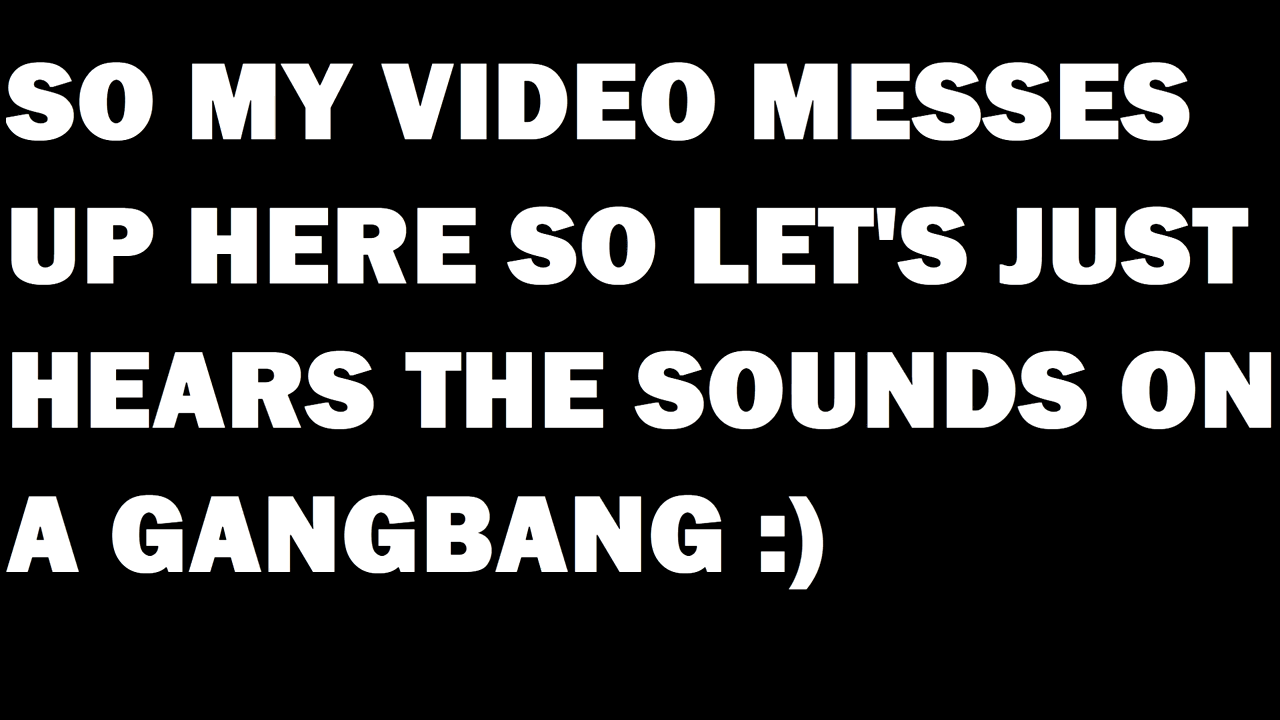 SO MY VIDEO MESSES
UP HERE SO LET'S JUST
HEARS THE SOUNDS ON
A GANGBANG :)